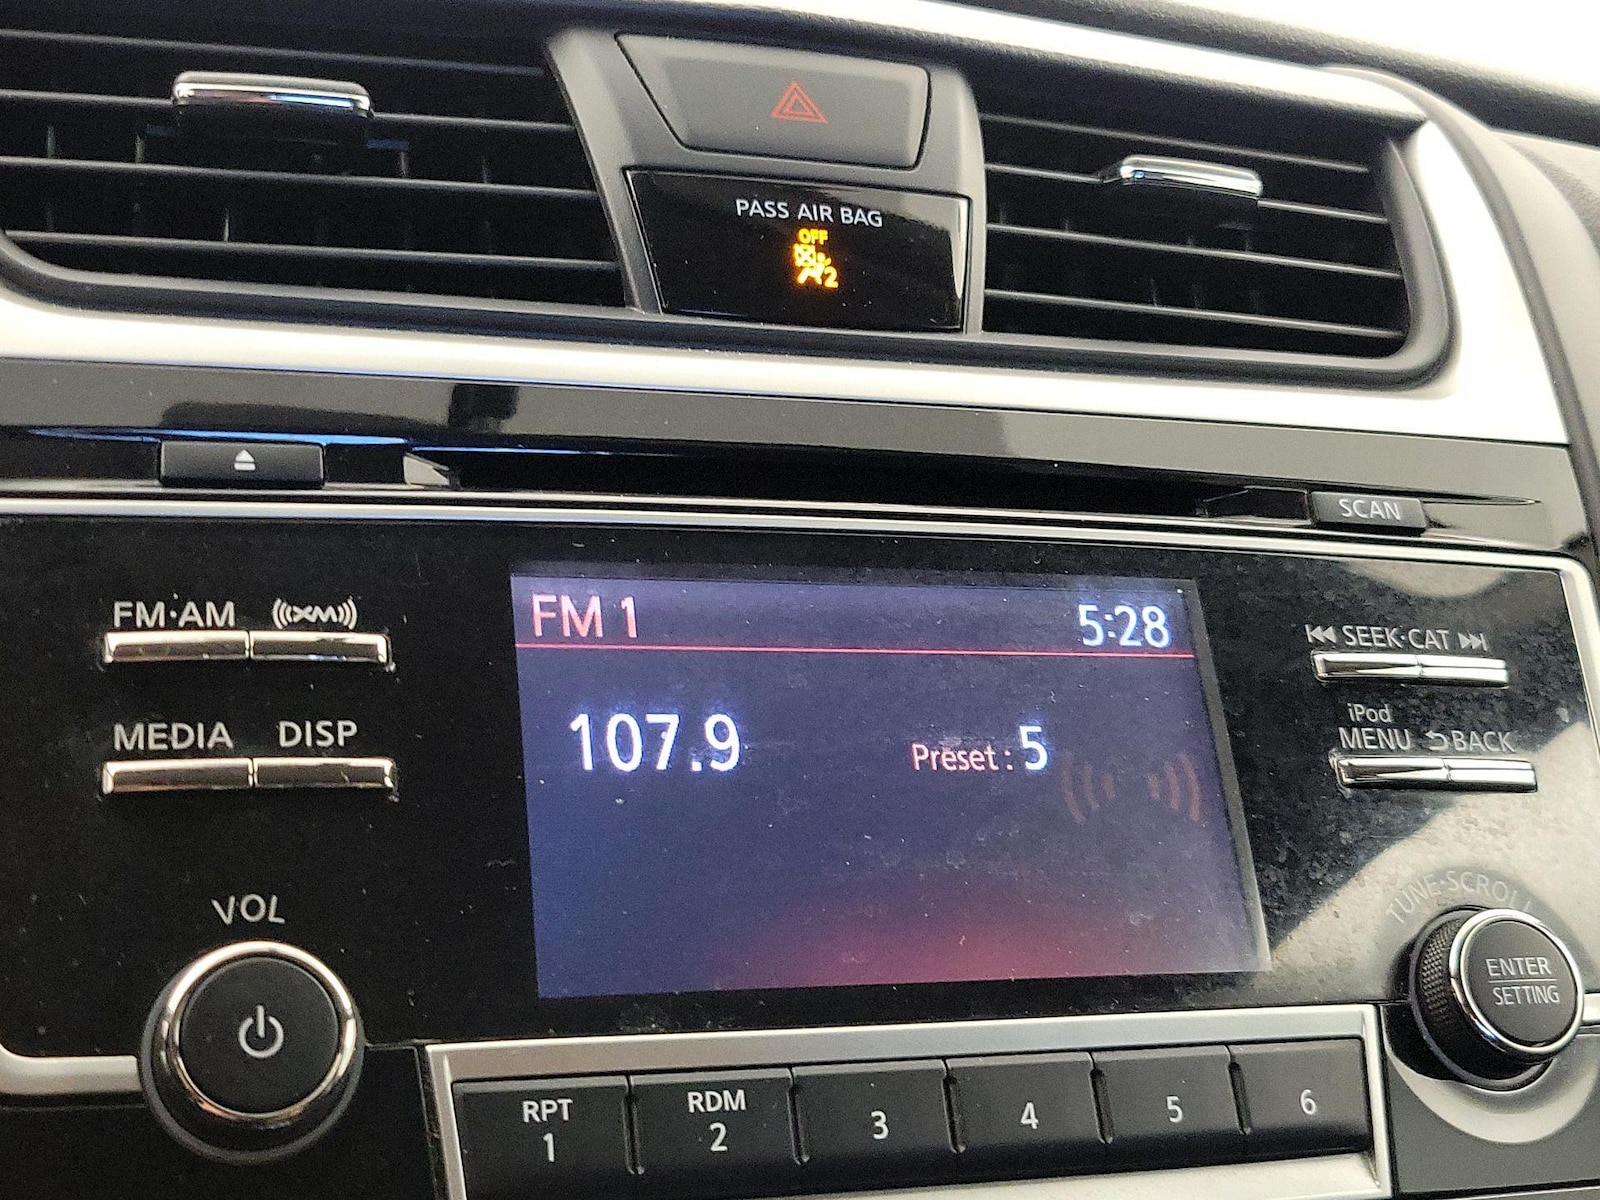 PASS AIR BAG
OFF
2
SCAN
FM·AM
XM
FM 1
5:28
SEEK·CAT
107.9
Preset : 5
MEDIA
DISP
iPod
MENU
BACK
VOL
TUNE·SCROLL
ENTER
SETTING
RPT
1
RDM
2
3
4
5
6